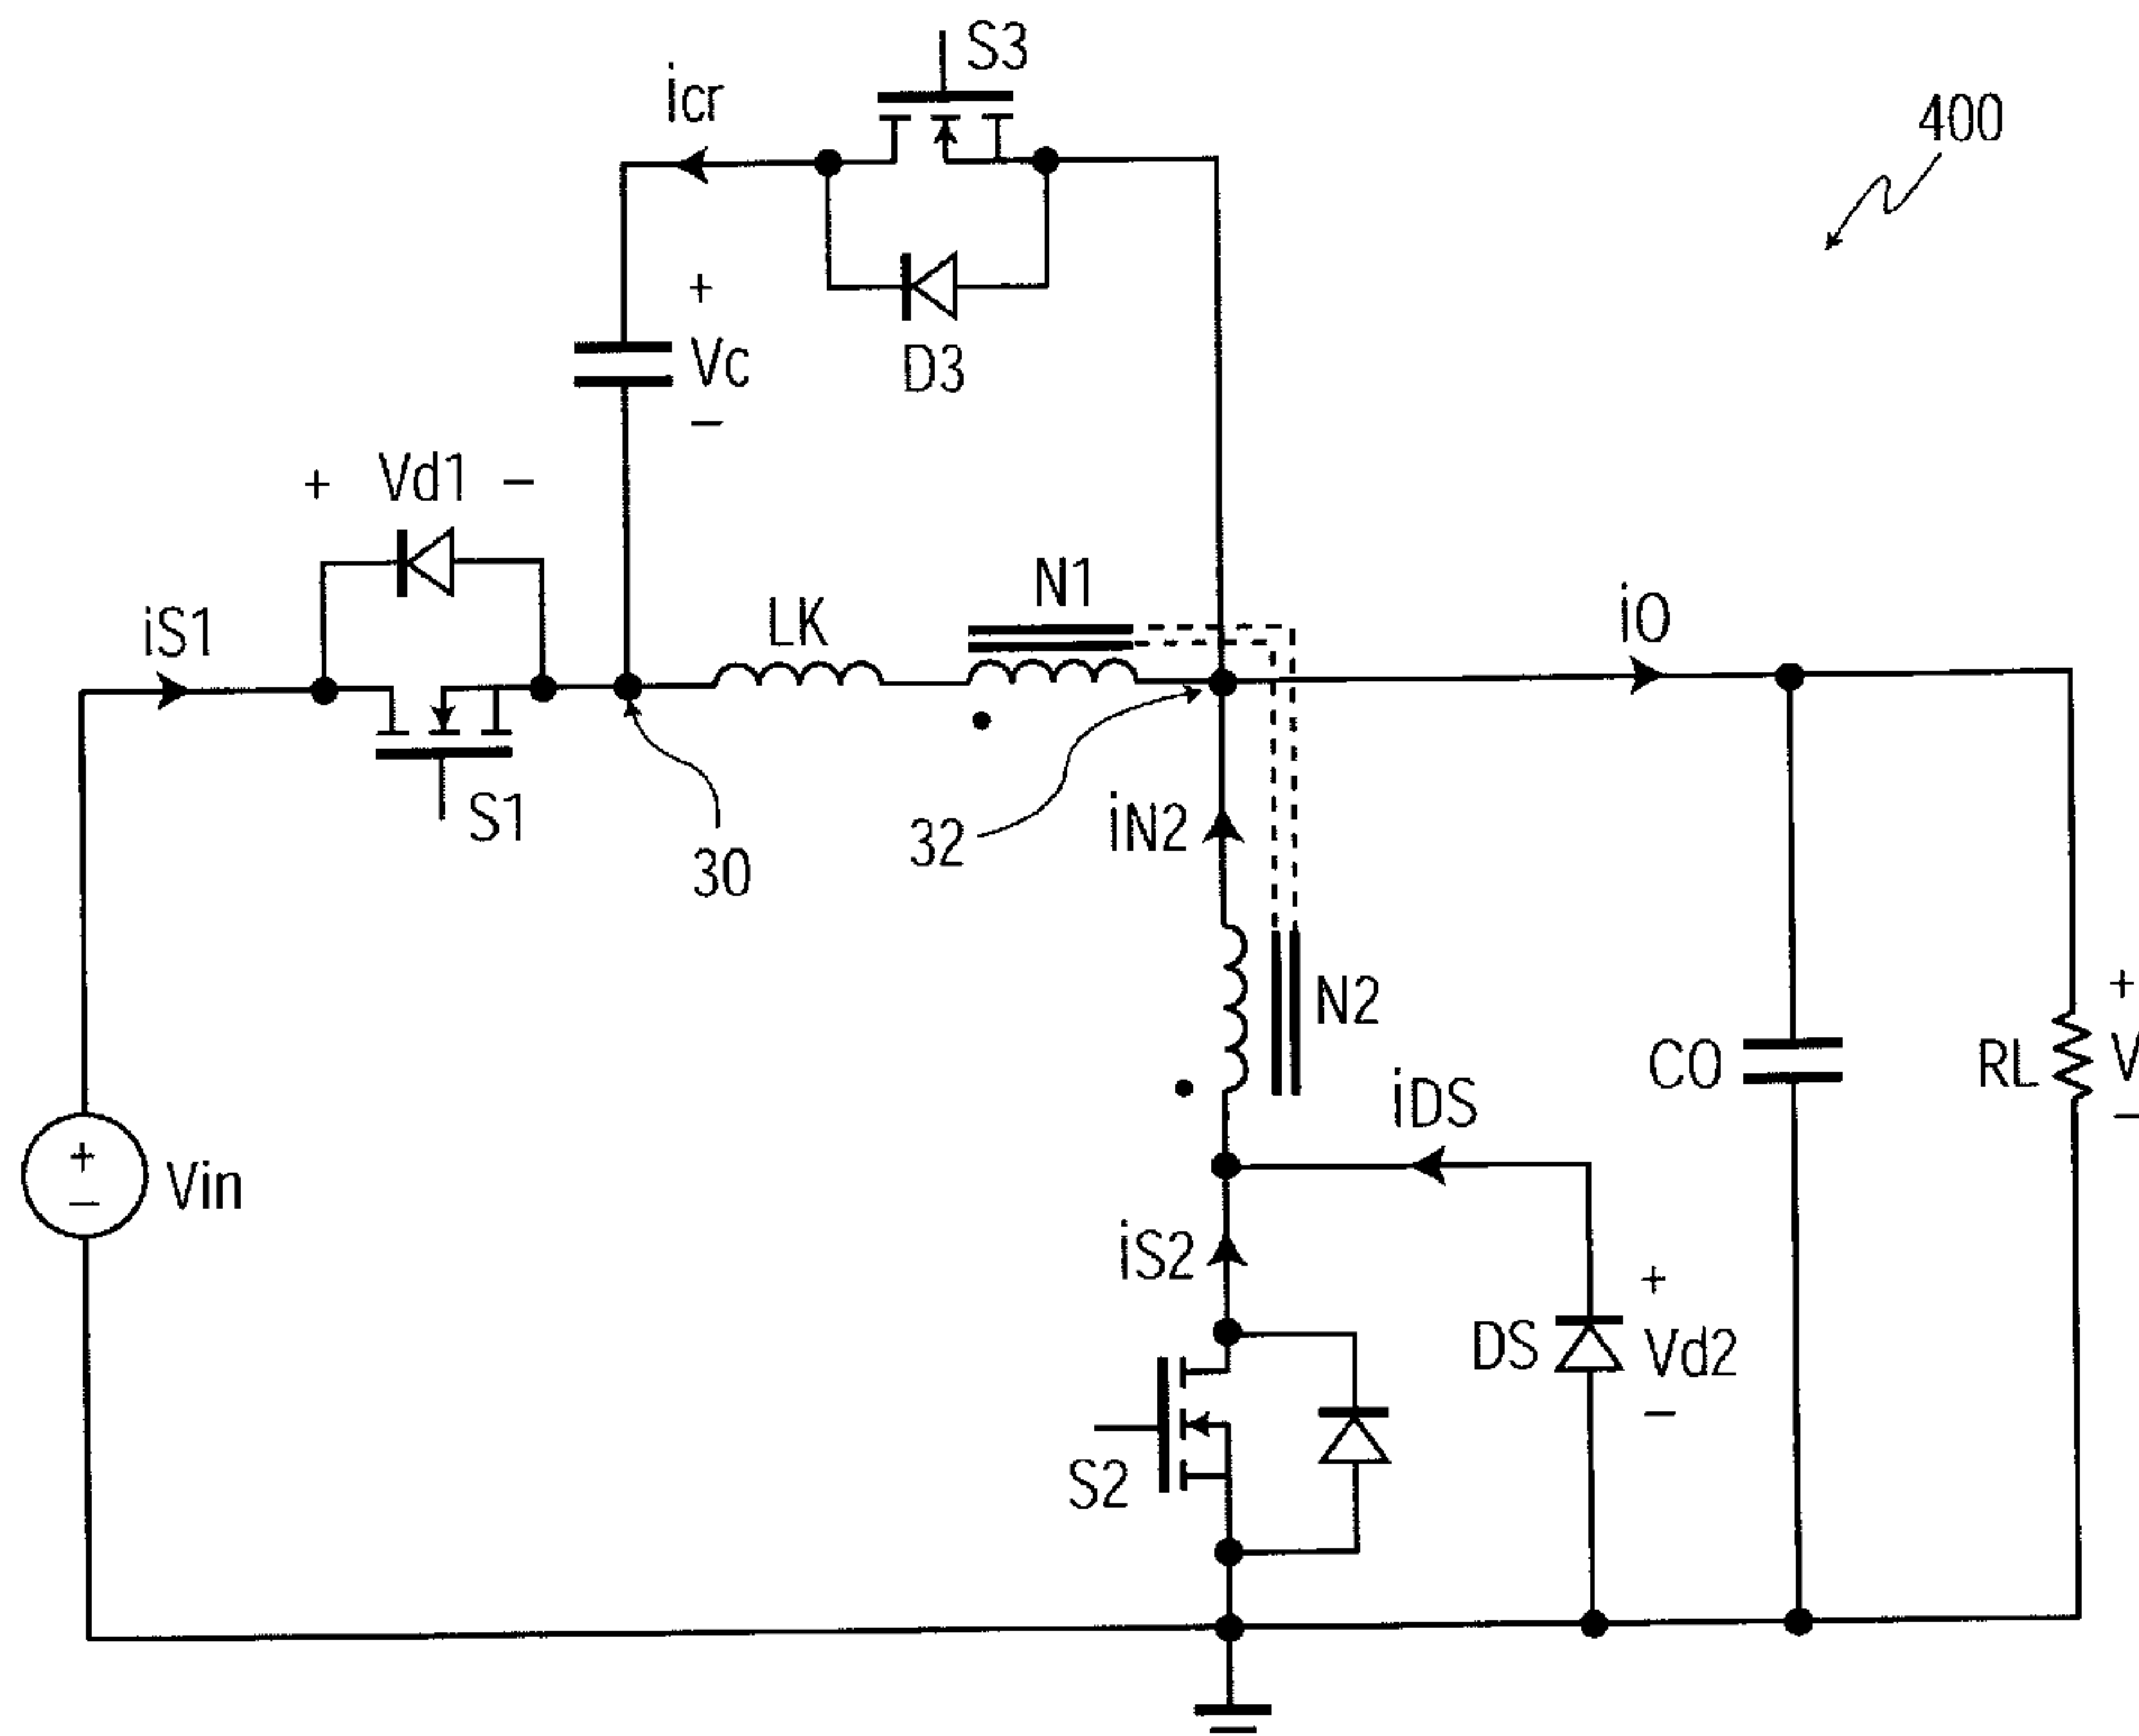 S3
icr
400
+
Vc
−
D3
+ Vd1 −
iS1
LK
N1
iO
S1
30
32
iN2
N2
+
V
−
CO
RL
iDS
+
−
Vin
iS2
+
DS
Vd2
−
S2